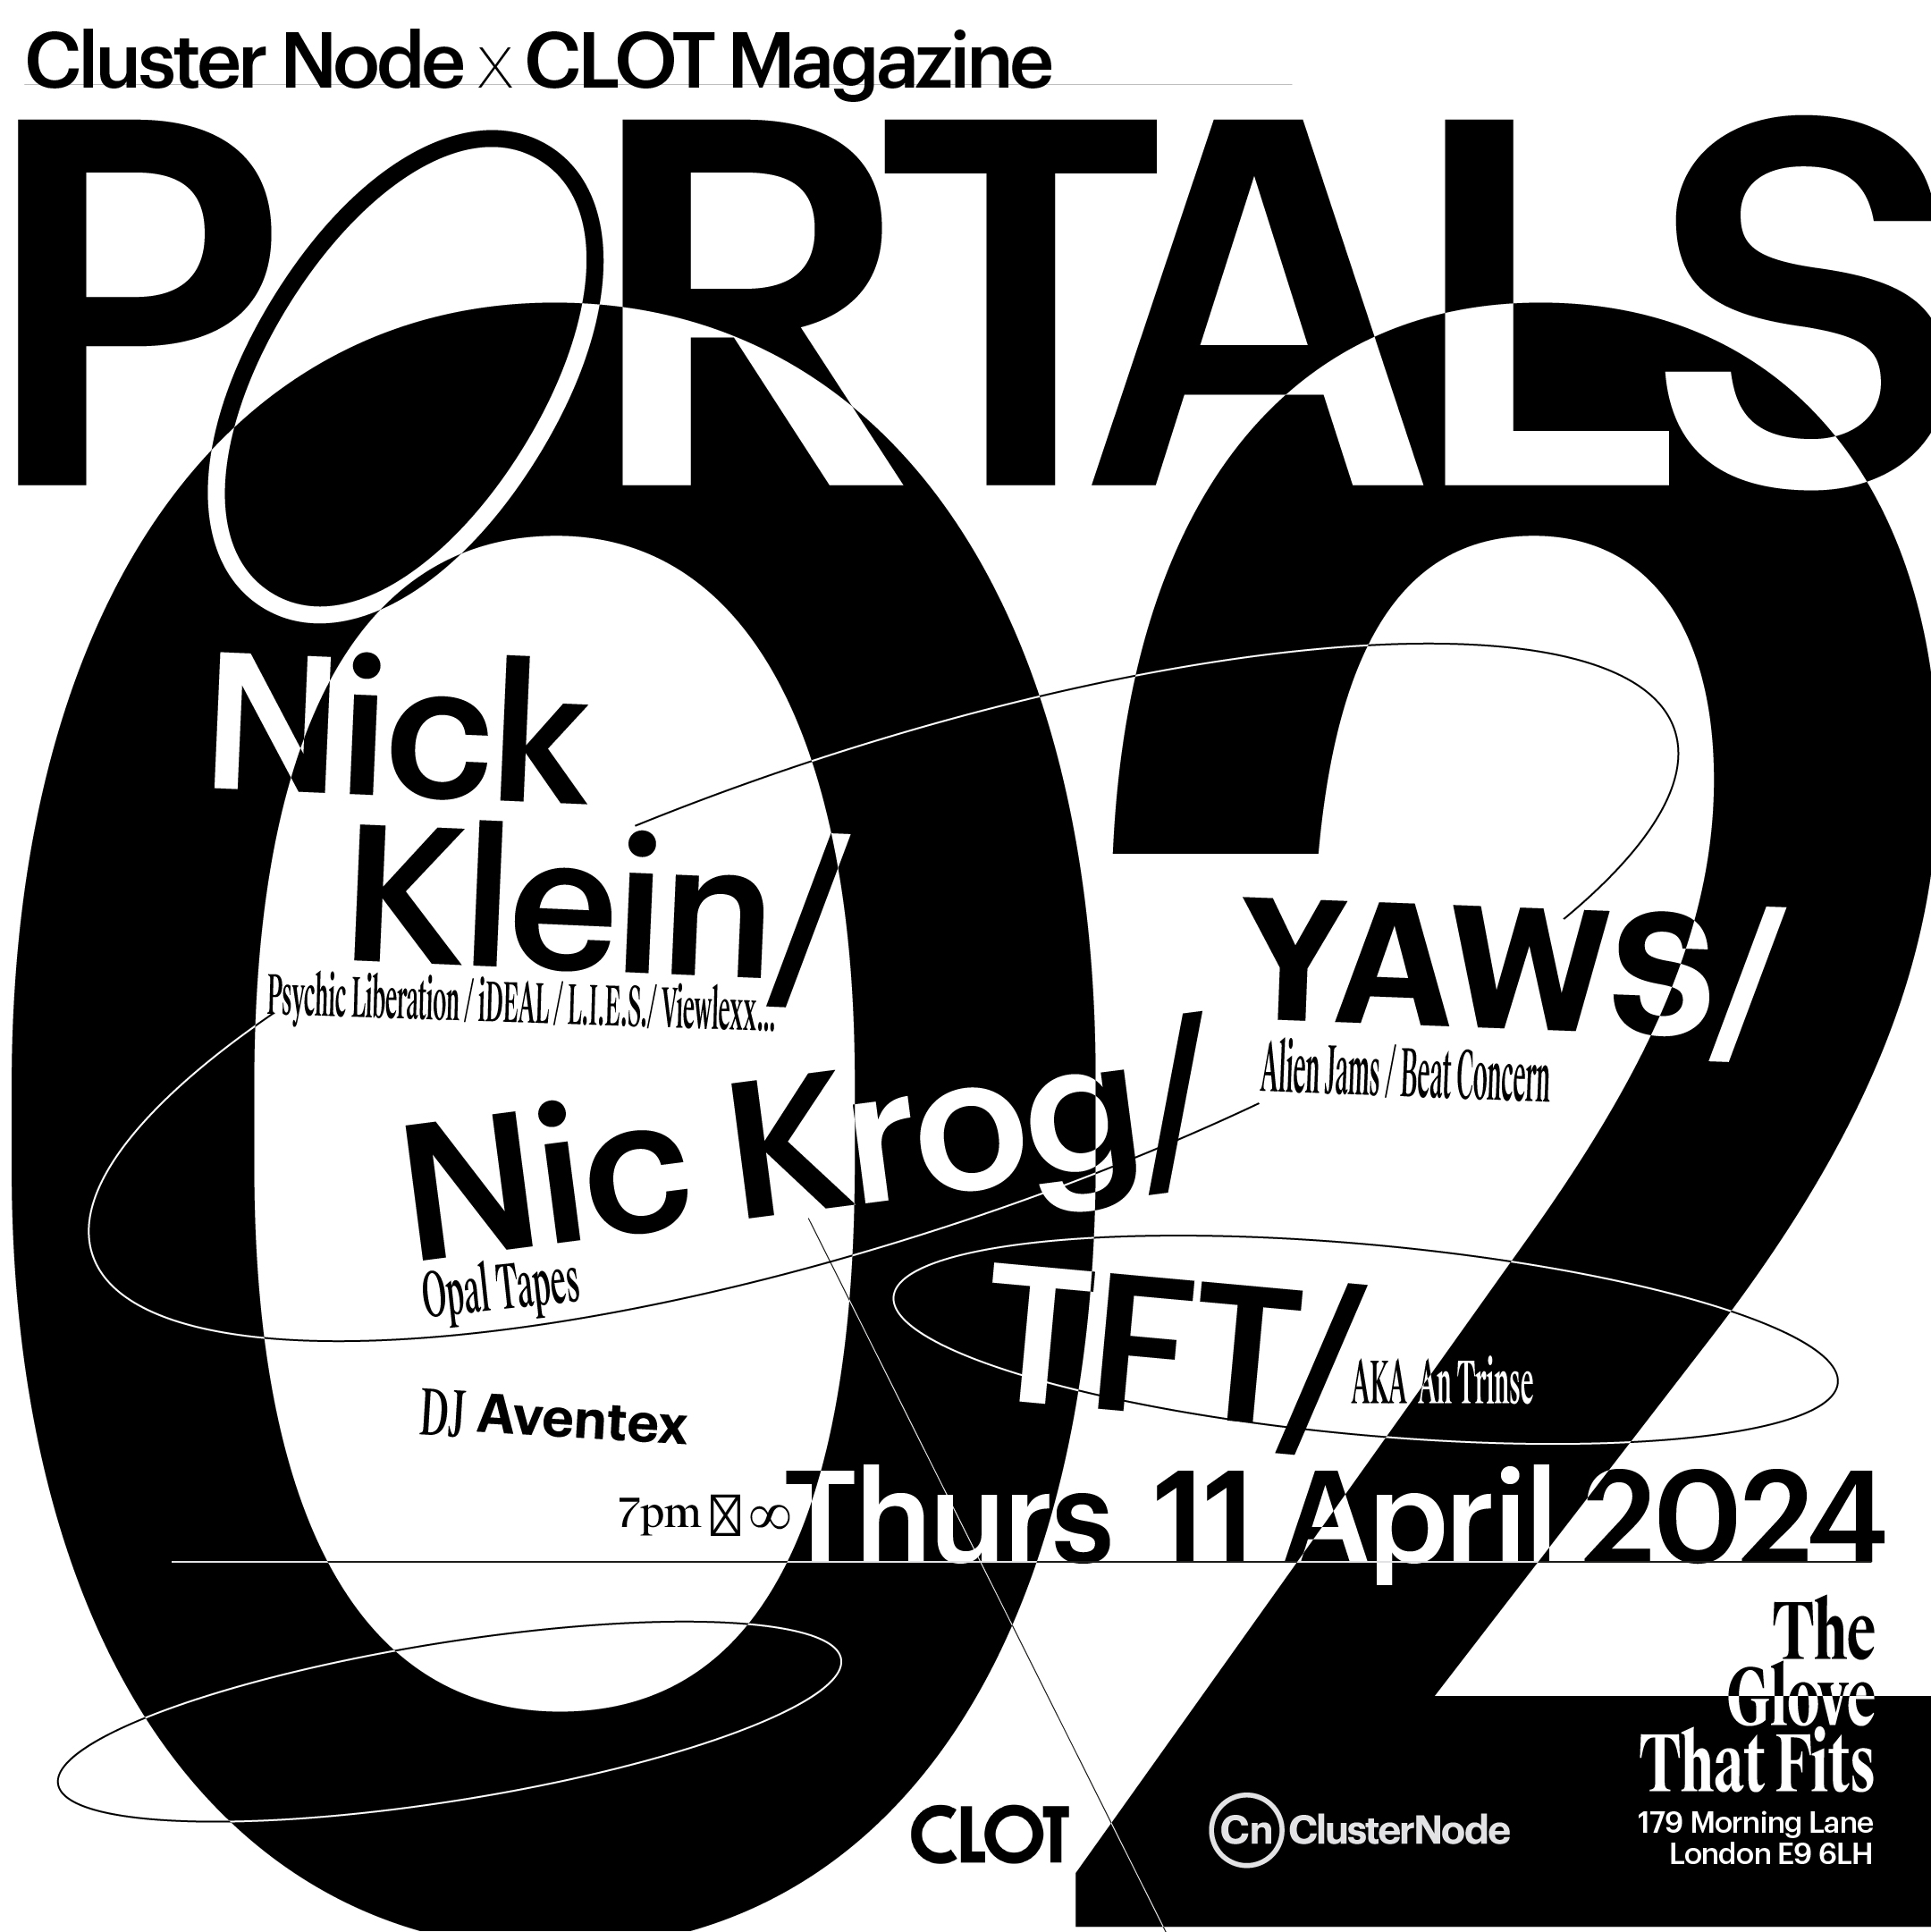 Cluster Node x CLOT Magazine
PORTALS
02
Nick
Klein/
Psychic Liberation / iDEAL / L.I.E.S./ Viewlexx...
YAWS/
Alien Jams / Beat Concern
Nic Krog/
Opal Tapes
TFT/
AKA An Trinse
DJ Aventex
7pm ☒ ∞ Thurs 11 April 2024
The
Glove
That Fits
179 Morning Lane
London E9 6LH
CLOT
Cn ClusterNode